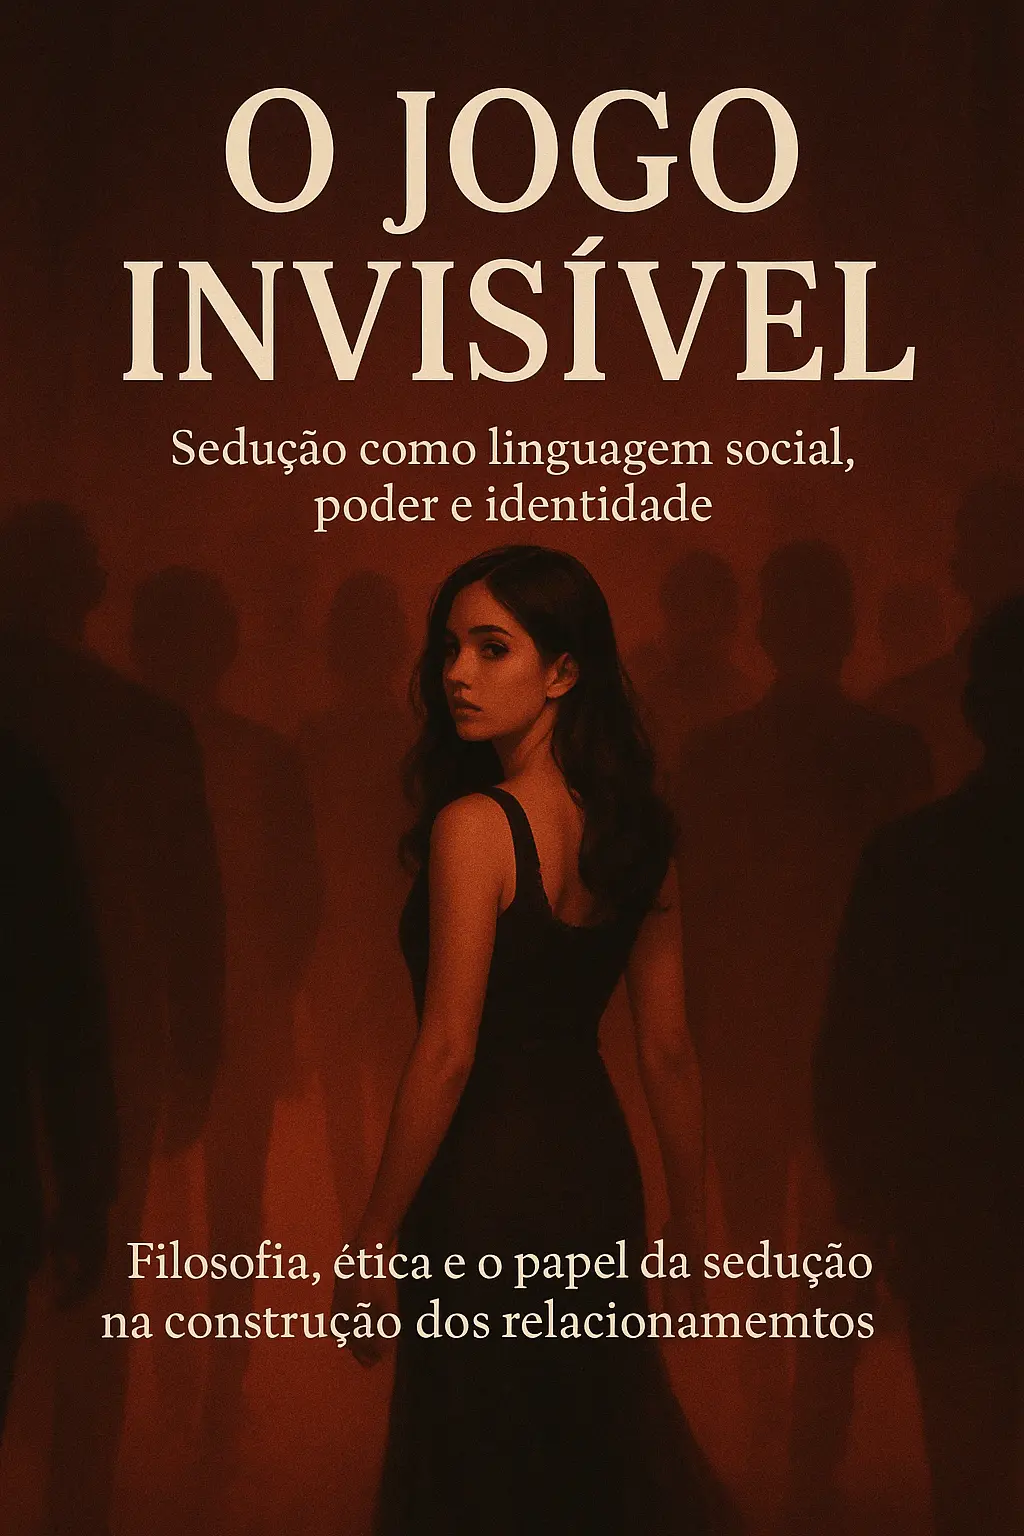 O JOGO
INVISÍVEL
Sedução como linguagem social,
poder e identidade
Filosofia, ética e o papel da sedução
na construção dos relacionamemtos